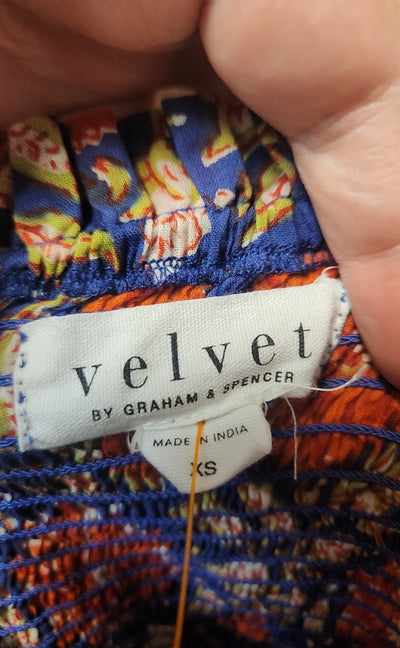 velvet
BY GRAHAM & SPENCER
MADE IN INDIA
XS